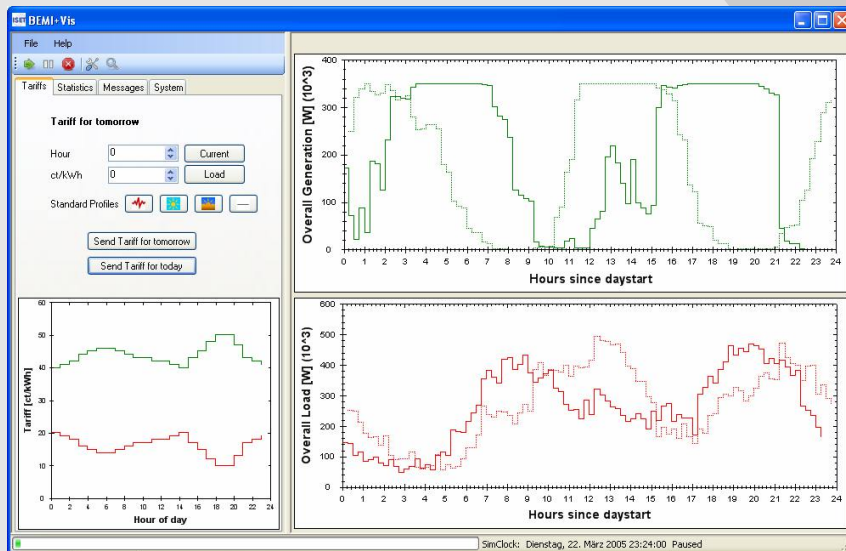 ISET BEMI+Vis
File Help
Tariffs Statistics Messages System
Tariff for tomorrow
Hour 0 Current
ct/kWh 0 Load
Standard Profiles
Send Tariff for tomorrow
Send Tariff for today
Tariff [ct/kWh]
60
50
40
30
20
10
0
0 2 4 6 8 10 12 14 16 18 20 22 24
Hour of day
Overall Generation [W] (10^3)
400
300
200
100
0
0 1 2 3 4 5 6 7 8 9 10 11 12 13 14 15 16 17 18 19 20 21 22 23 24
Hours since daystart
Overall Load [W] (10^3)
600
500
400
300
200
100
0
0 1 2 3 4 5 6 7 8 9 10 11 12 13 14 15 16 17 18 19 20 21 22 23 24
Hours since daystart
SimClock: Dienstag, 22. März 2005 23:24:00 Paused